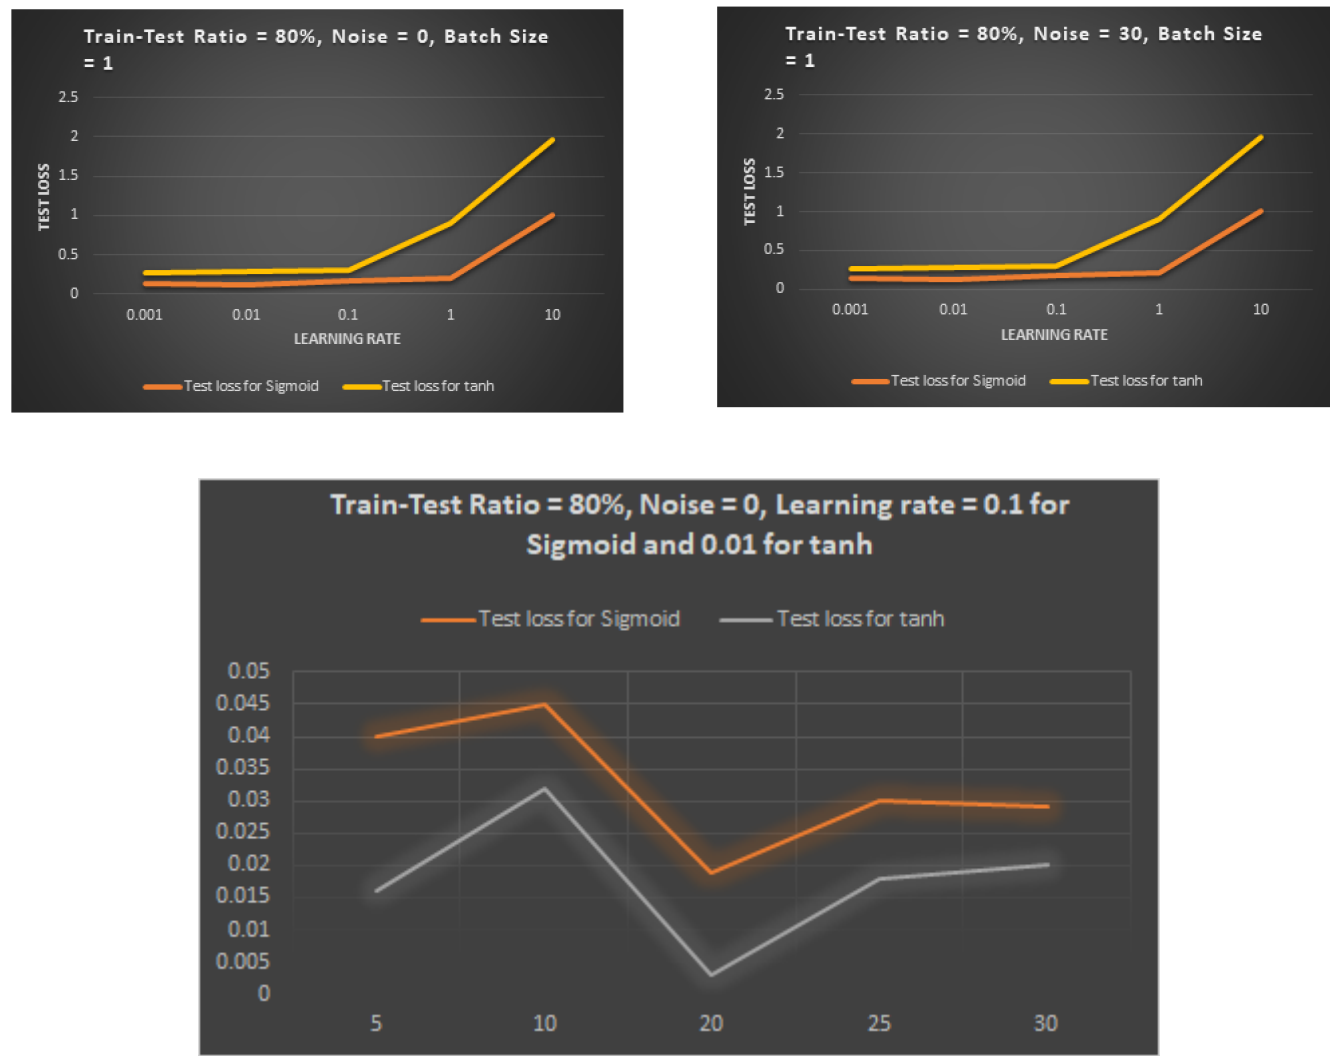 Train-Test Ratio = 80%, Noise = 0, Batch Size
= 1
2.5
2
1.5
1
0.5
0
TEST LOSS
0.001 0.01 0.1 1 10
LEARNING RATE
Test loss for Sigmoid Test loss for tanh
Train-Test Ratio = 80%, Noise = 30, Batch Size
= 1
2.5
2
1.5
1
0.5
0
TEST LOSS
0.001 0.01 0.1 1 10
LEARNING RATE
Test loss for Sigmoid Test loss for tanh
Train-Test Ratio = 80%, Noise = 0, Learning rate = 0.1 for
Sigmoid and 0.01 for tanh
Test loss for Sigmoid Test loss for tanh
0.05
0.045
0.04
0.035
0.03
0.025
0.02
0.015
0.01
0.005
0
5 10 20 25 30